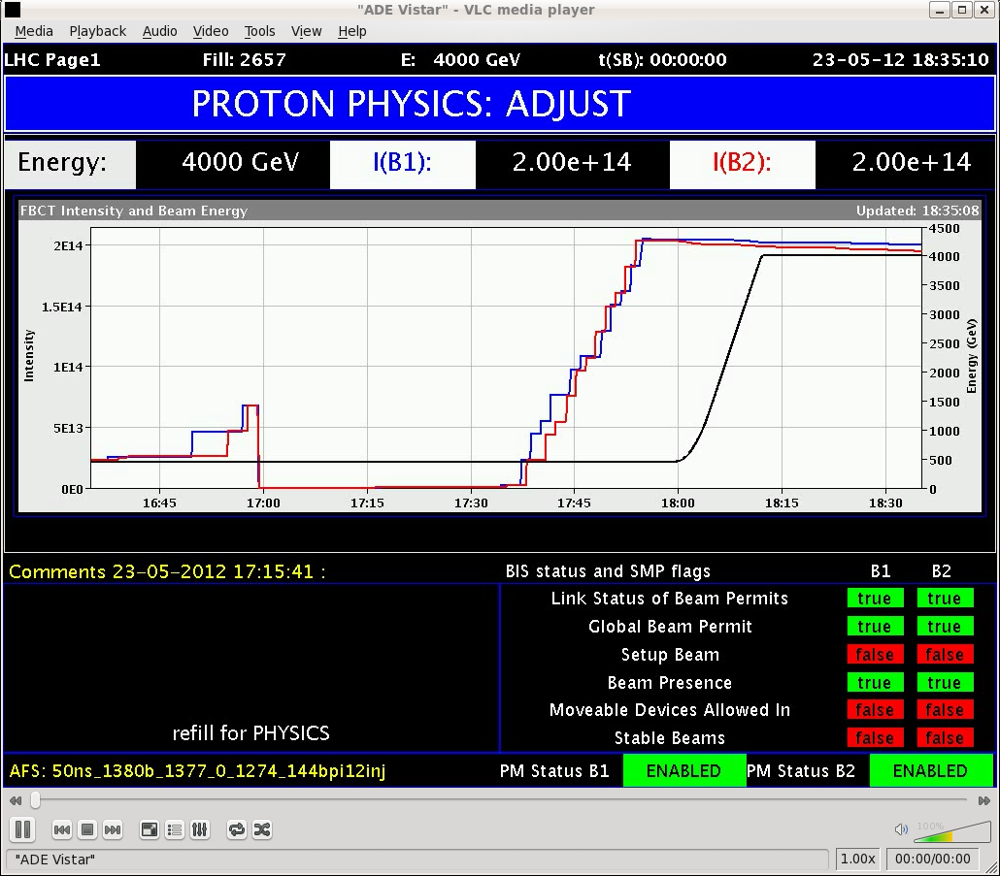 "ADE Vistar" - VLC media player
Media Playback Audio Video Tools View Help
LHC Page1 Fill: 2657 E: 4000 GeV t(SB): 00:00:00 23-05-12 18:35:10
PROTON PHYSICS: ADJUST
Energy: 4000 GeV I(B1): 2.00e+14 I(B2): 2.00e+14
FBCT Intensity and Beam Energy Updated: 18:35:08
Intensity
2E14
1.5E14
1E14
5E13
0E0
4500
4000
3500
3000
2500
2000
1500
1000
500
0
Energy (GeV)
16:45 17:00 17:15 17:30 17:45 18:00 18:15 18:30
Comments 23-05-2012 17:15:41 :
refill for PHYSICS
BIS status and SMP flags B1 B2
Link Status of Beam Permits true true
Global Beam Permit true true
Setup Beam false false
Beam Presence true true
Moveable Devices Allowed In false false
Stable Beams false false
AFS: 50ns_1380b_1377_0_1274_144bpi12inj PM Status B1 ENABLED PM Status B2 ENABLED
100%
"ADE Vistar" 1.00x 00:00/00:00